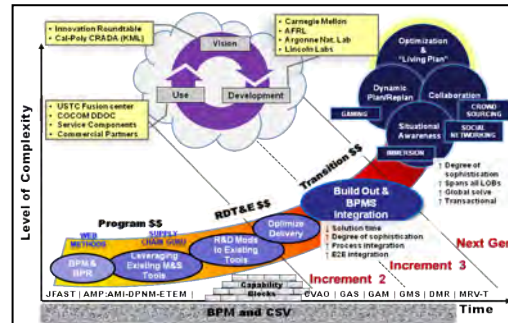 Innovation Roundtable
Cal-Poly CRADA (KML)
Carnegie Mellon
AFRL
Argonne Nat. Lab
Lincoln Labs
Vision
Use
Development
USTC Fusion center
COCOM DDOC
Service Components
Commercial Partners
Optimization
&
"Living Plan"
Dynamic
Plan/Replan
Collaboration
GAMING
CROWD
SOURCING
Situational
Awareness
SOCIAL
NETWORKING
IMMERSION
↑ Degree of
sophistication
↑ Spans all LOBs
↑ Global solve
↑ Transactional
Level of Complexity
Program $$
RDT&E $$
Transition $$
Build Out &
BPMS
Integration
WEB
METHODS
SUPPLY
CHAIN GURU
Optimize
Delivery
R&D Mods
to Existing
Tools
Leveraging
Existing M&S
Tools
BPM &
BPR
↓ Solution time
↑ Degree of sophistication
↑ Process integration
↑ E2E integration
Next Gen
Increment 3
Increment 2
Capability
Blocks
JFAST | AMP:AMI-DPNM-ETEM |
CVAO | GAS | GAM | GMS | DMR | MRV-T
Time
BPM and CSV